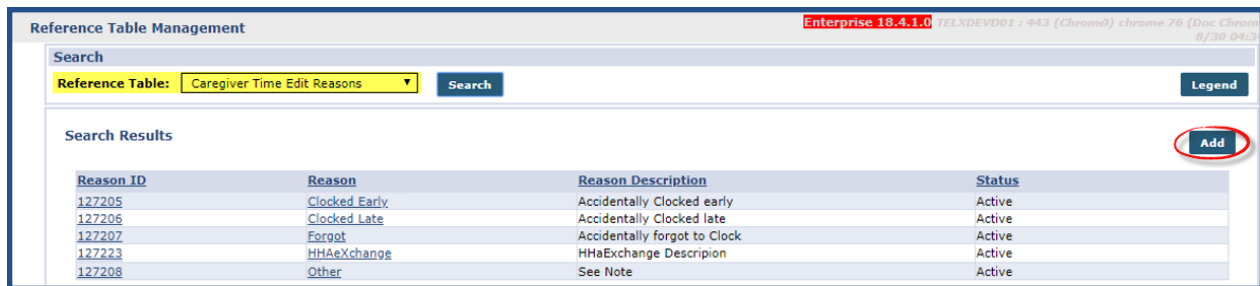 Reference Table Management
Enterprise 18.4.1.0 TELXDEVD01 : 443 (Chrom0) chrome 76 (Doc Chrom
8/30 04:3
Search
Reference Table: Caregiver Time Edit Reasons Search Legend
Search Results
Add
Reason ID Reason Reason Description Status
127205 Clocked Early Accidentally Clocked early Active
127206 Clocked Late Accidentally Clocked late Active
127207 Forgot Accidentally forgot to Clock Active
127223 HHAeXchange HHaExchange Descripion Active
127208 Other See Note Active